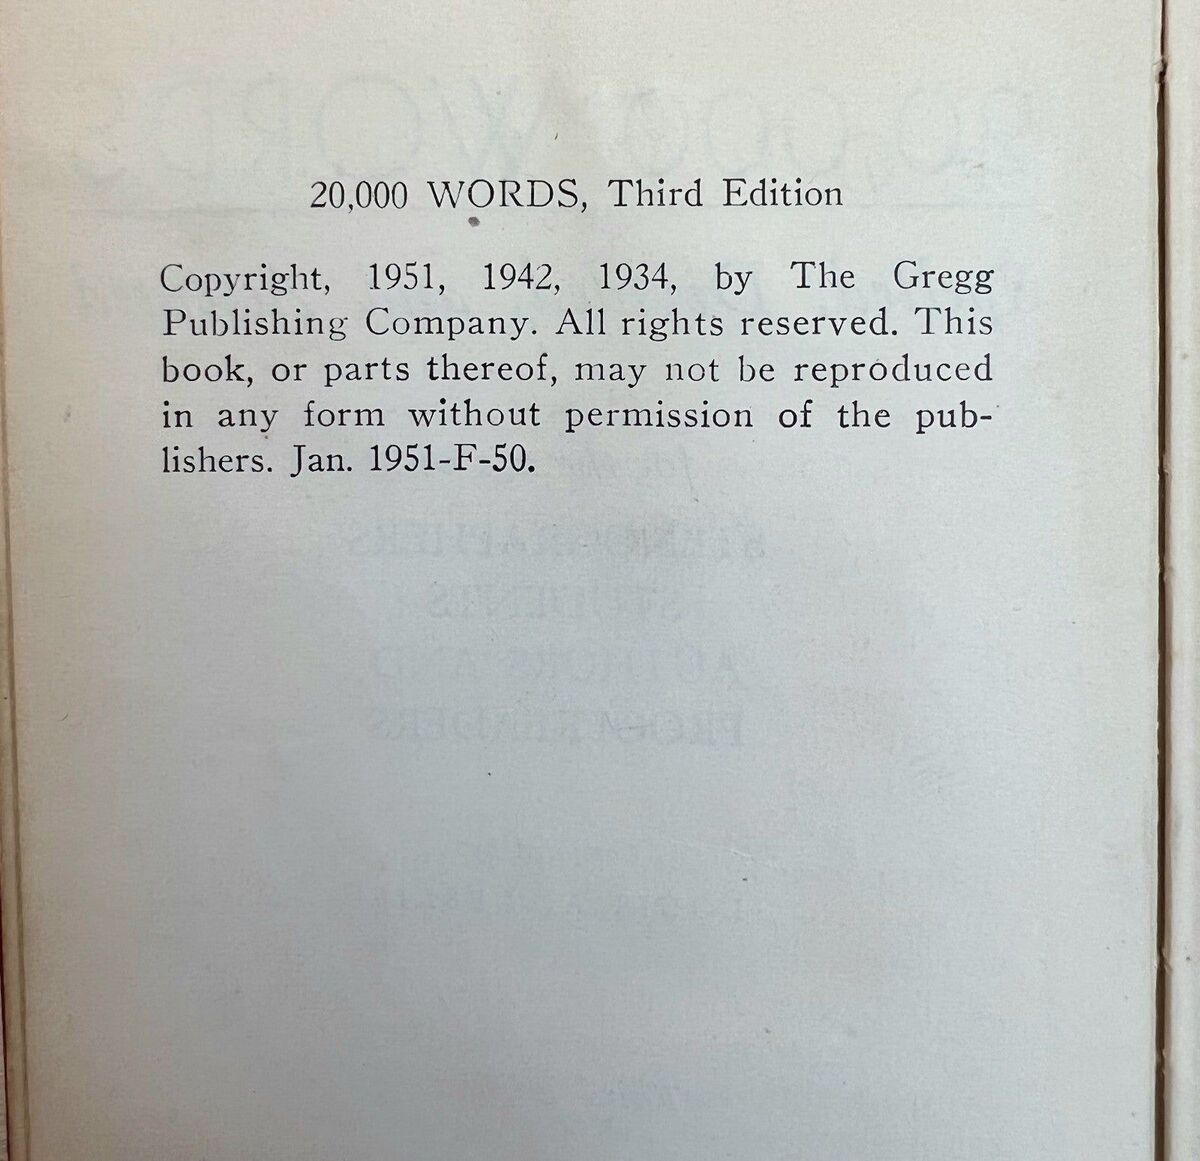 20,000 WORDS, Third Edition
Copyright, 1951, 1942, 1934, by The Gregg
Publishing Company. All rights reserved. This
book, or parts thereof, may not be reproduced
in any form without permission of the pub-
lishers. Jan. 1951-F-50.